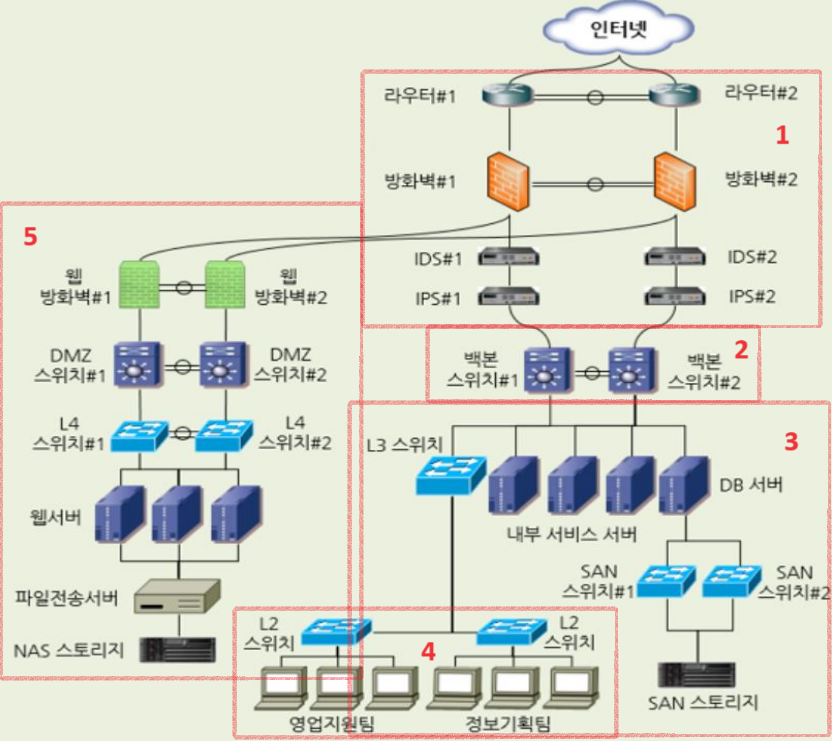 인터넷
라우터#1
라우터#2
1
방화벽#1
방화벽#2
5
IDS#1
IDS#2
웹
방화벽#1
웹
방화벽#2
IPS#1
IPS#2
2
DMZ
스위치#1
DMZ
스위치#2
백본
스위치#1
백본
스위치#2
L4
스위치#1
L4
스위치#2
L3 스위치
3
DB 서버
웹서버
내부 서비스 서버
SAN
스위치#1
SAN
스위치#2
파일전송서버
L2
스위치
L2
스위치
4
NAS 스토리지
SAN 스토리지
영업지원팀
정보기획팀